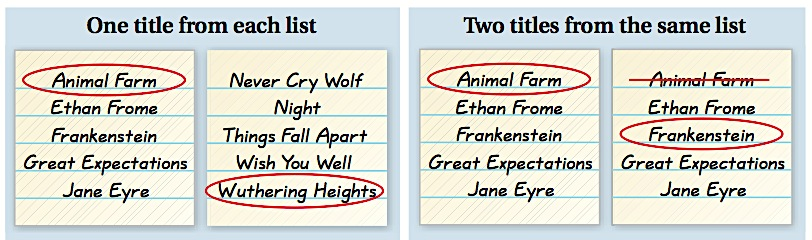 One title from each list
Animal Farm
Ethan Frome
Frankenstein
Great Expectations
Jane Eyre
Never Cry Wolf
Night
Things Fall Apart
Wish You Well
Wuthering Heights
Two titles from the same list
Animal Farm
Ethan Frome
Frankenstein
Great Expectations
Jane Eyre
Animal Farm
Ethan Frome
Frankenstein
Great Expectations
Jane Eyre